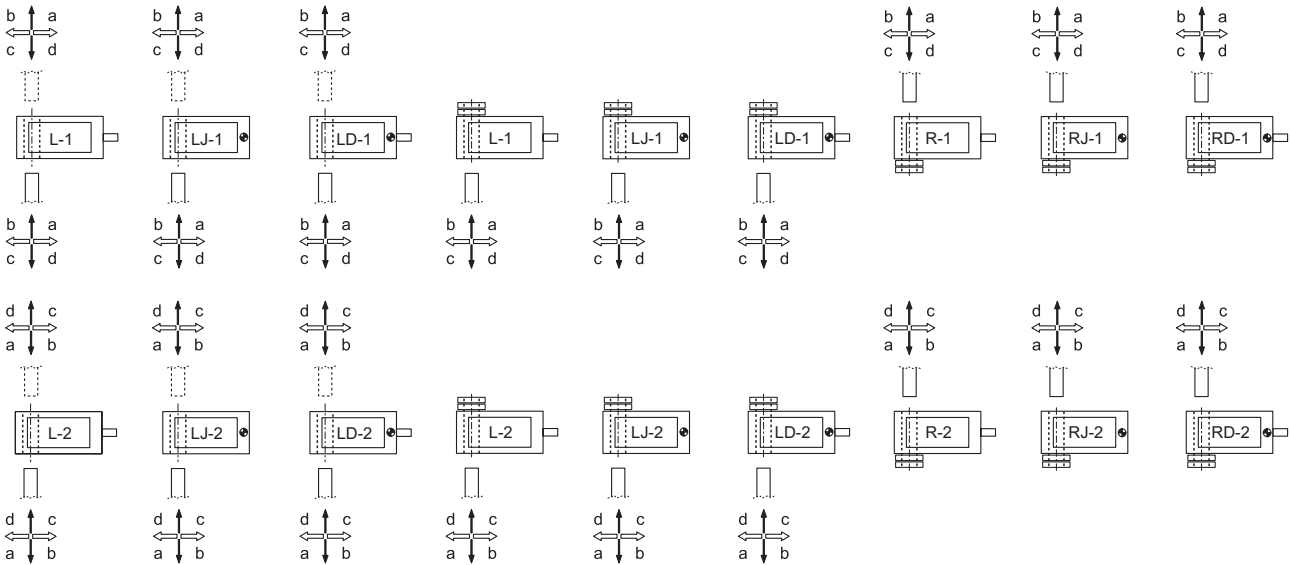 b a b a b a b a b a b a
c d c d c d c d c d c d
L-1 LJ-1 LD-1 L-1 LJ-1 LD-1 R-1 RJ-1 RD-1
b a b a b a b a b a b a
c d c d c d c d c d c d
d c d c d c d c d c d c
a b a b a b a b a b a b
L-2 LJ-2 LD-2 L-2 LJ-2 LD-2 R-2 RJ-2 RD-2
d c d c d c d c d c d c
a b a b a b a b a b a b